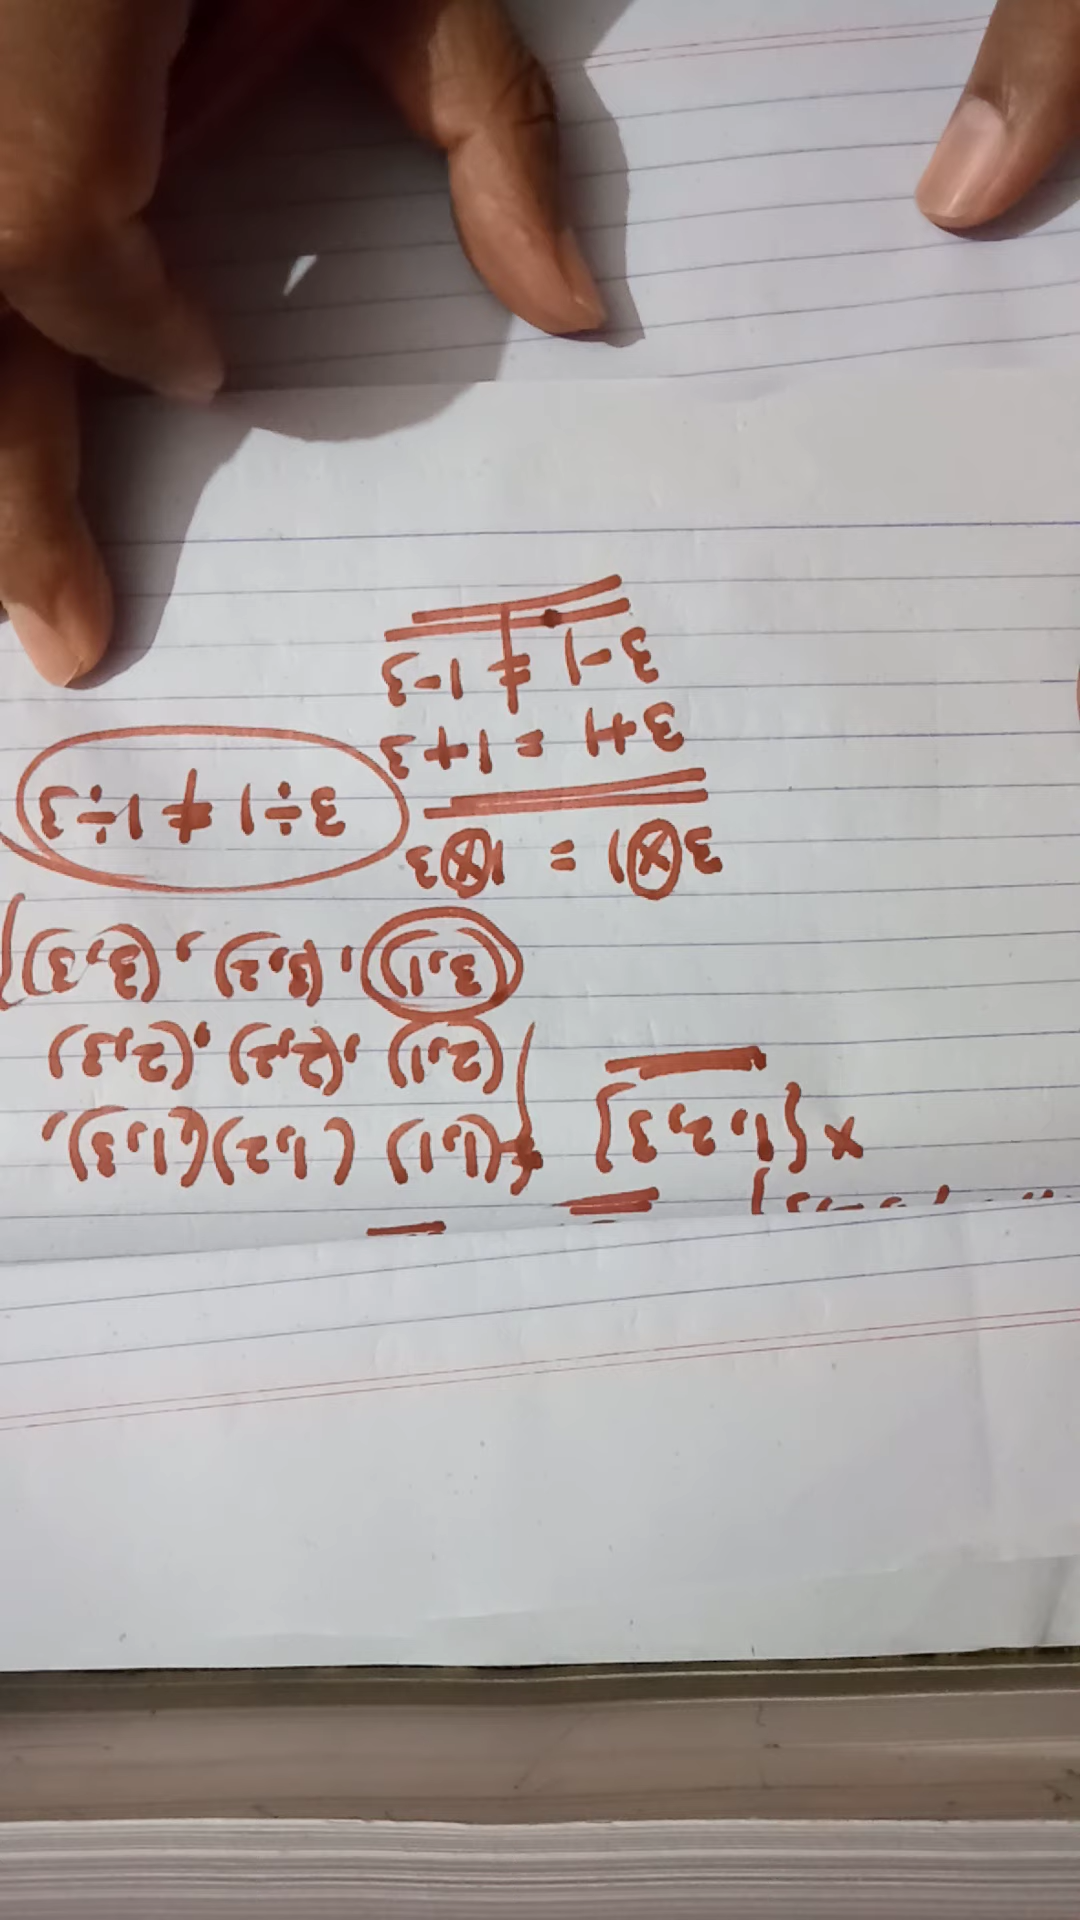 x {1,2,3} = {(1,1) (1,2)(1,3),
(2,1), (2,2), (2,3)
(3,1), (3,2), (3,3)}
3 x 1 = 1 x 3
3÷1 ≠ 1÷3
3+1 = 1+3
3-1 ≠ 1-3